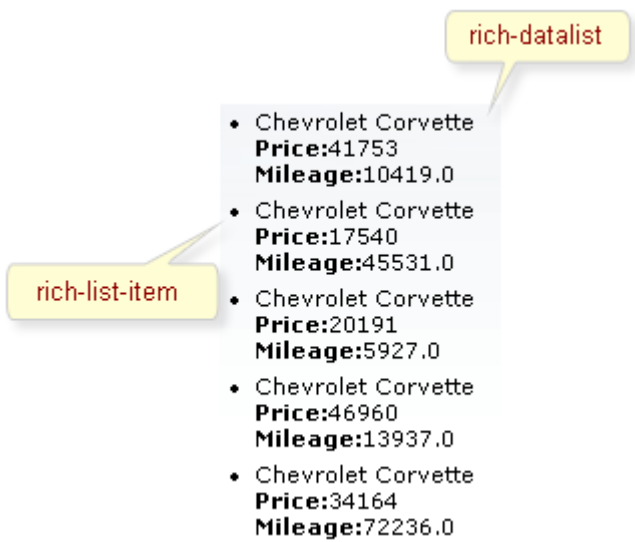 rich-datalist
• Chevrolet Corvette
Price:41753
Mileage:10419.0
• Chevrolet Corvette
Price:17540
Mileage:45531.0
rich-list-item
• Chevrolet Corvette
Price:20191
Mileage:5927.0
• Chevrolet Corvette
Price:46960
Mileage:13937.0
• Chevrolet Corvette
Price:34164
Mileage:72236.0